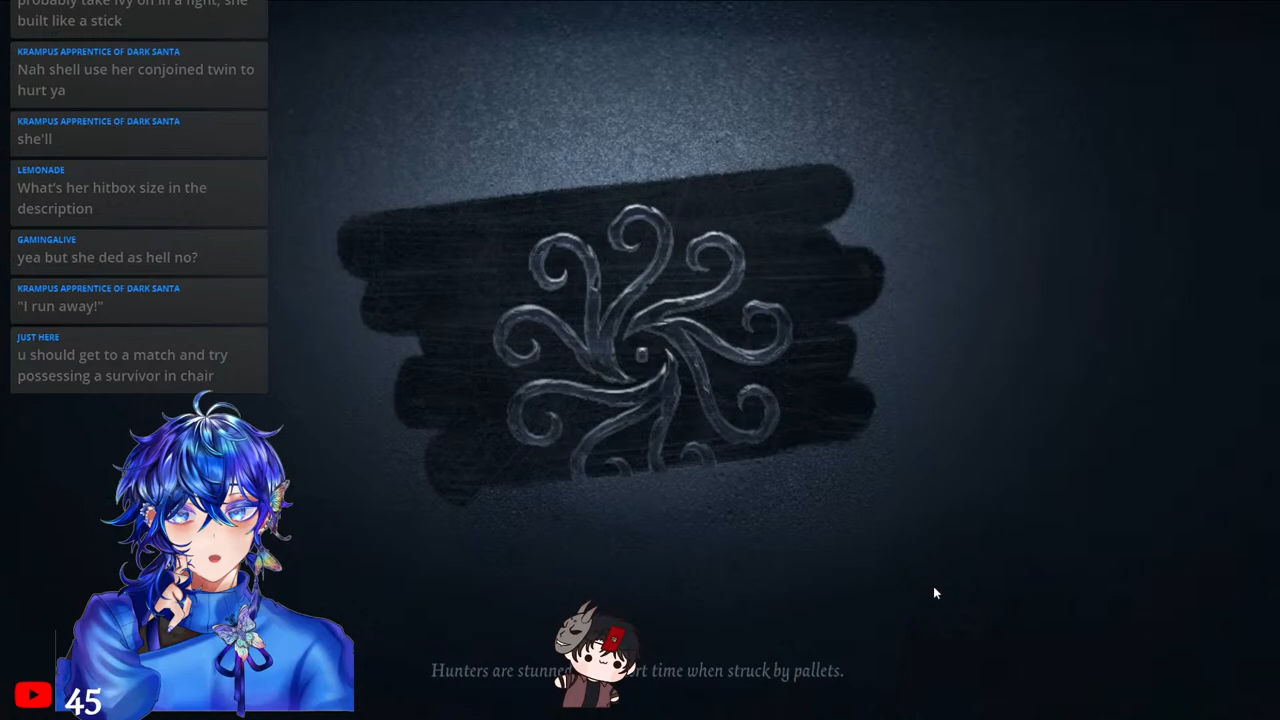 probably take ivy on in a fight, she
built like a stick
KRAMPUS APPRENTICE OF DARK SANTA
Nah shell use her conjoined twin to
hurt ya
KRAMPUS APPRENTICE OF DARK SANTA
she'll
LEMONADE
What's her hitbox size in the
description
GAMINGALIVE
yea but she ded as hell no?
KRAMPUS APPRENTICE OF DARK SANTA
"I run away!"
JUST HERE
u should get to a match and try
possessing a survivor in chair
Hunters are stunned rt time when struck by pallets.
45